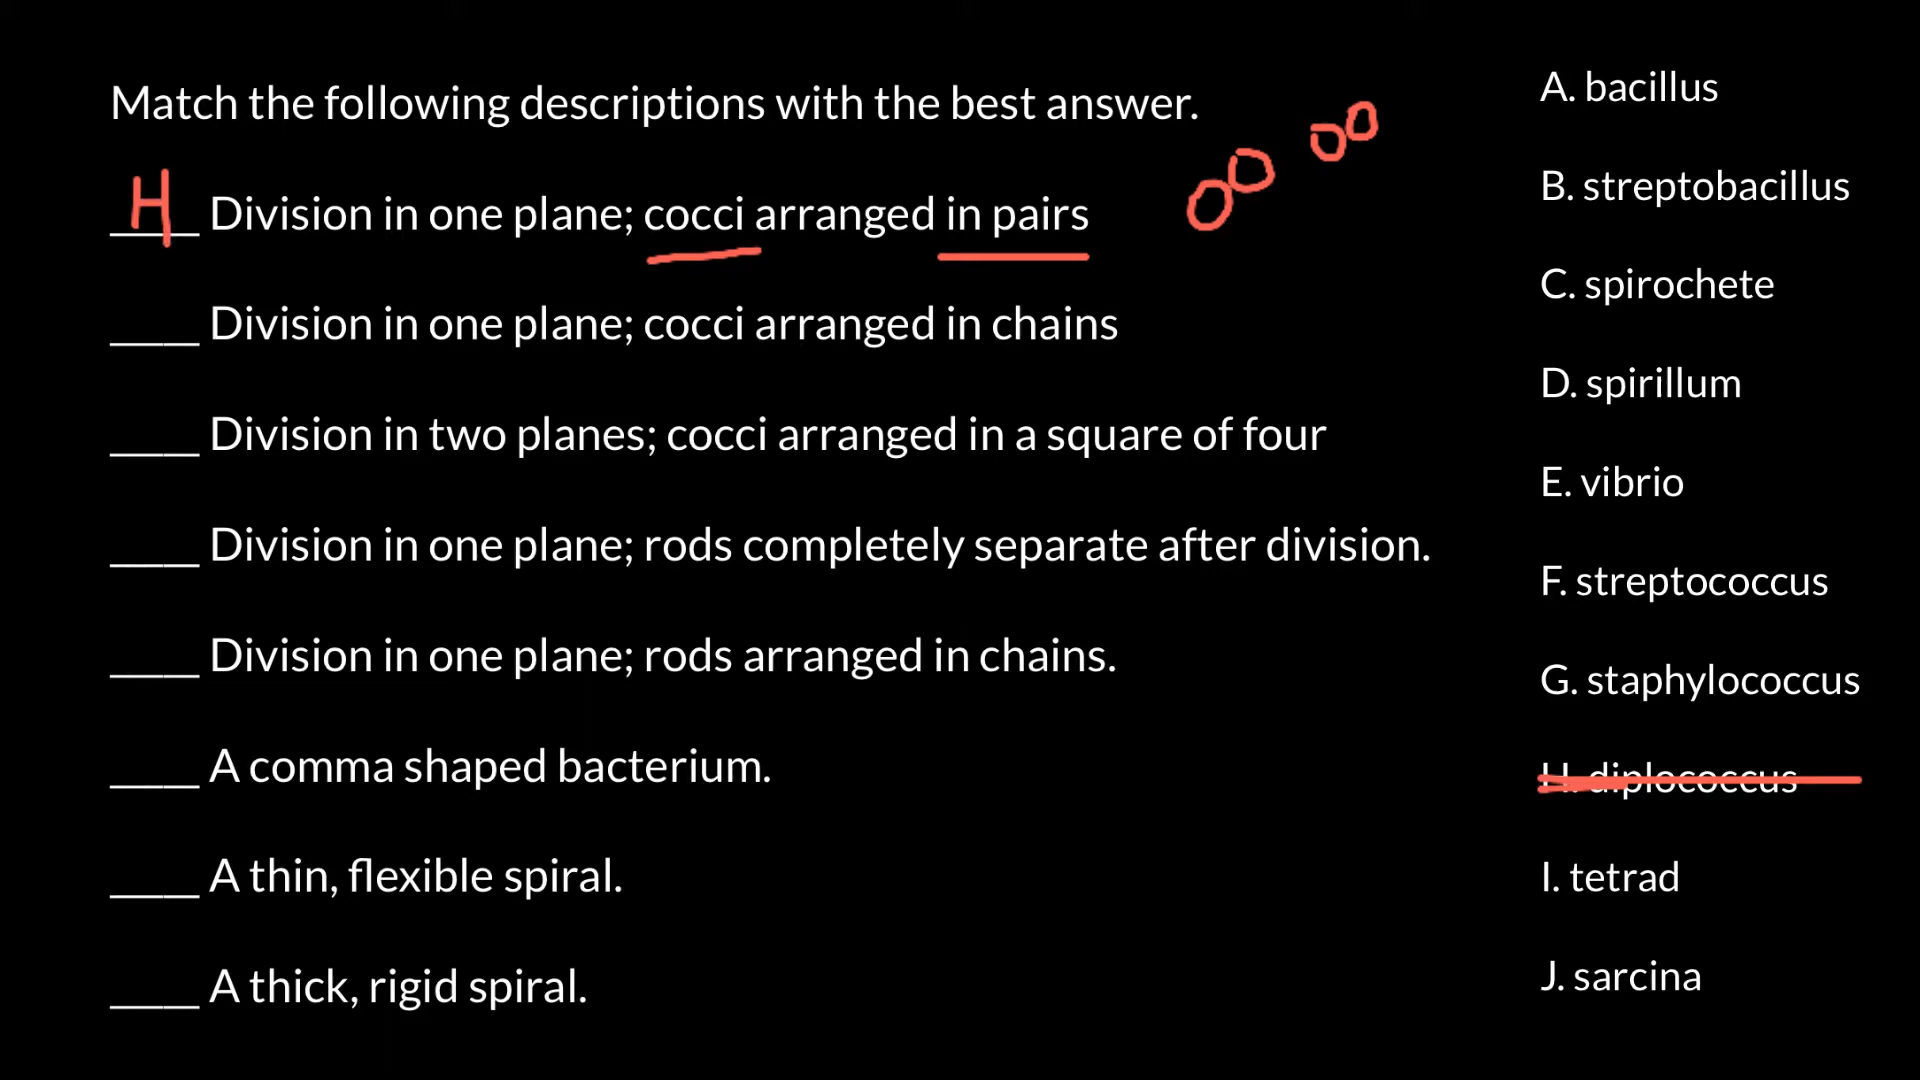 Match the following descriptions with the best answer.
H Division in one plane; cocci arranged in pairs
____ Division in one plane; cocci arranged in chains
____ Division in two planes; cocci arranged in a square of four
____ Division in one plane; rods completely separate after division.
____ Division in one plane; rods arranged in chains.
____ A comma shaped bacterium.
____ A thin, flexible spiral.
____ A thick, rigid spiral.
A. bacillus
B. streptobacillus
C. spirochete
D. spirillum
E. vibrio
F. streptococcus
G. staphylococcus
H. diplococcus
I. tetrad
J. sarcina